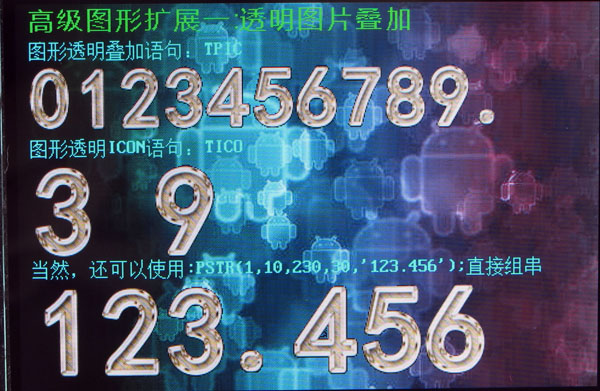 高级图形扩展一:透明图片叠加
图形透明叠加语句: TPIC
0123456789.
图形透明ICON语句: TICO
3 9
当然,还可以使用:PSTR(1,10,230,30,'123.456');直接组串
123.456